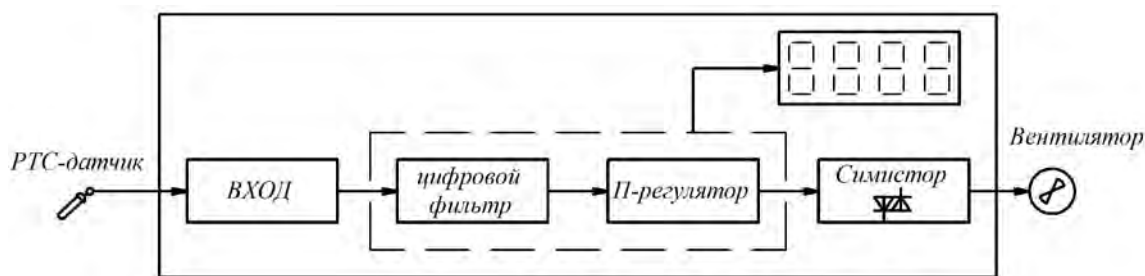 РТС-датчик
ВХОД
цифровой
фильтр
П-регулятор
Симистор
Вентилятор